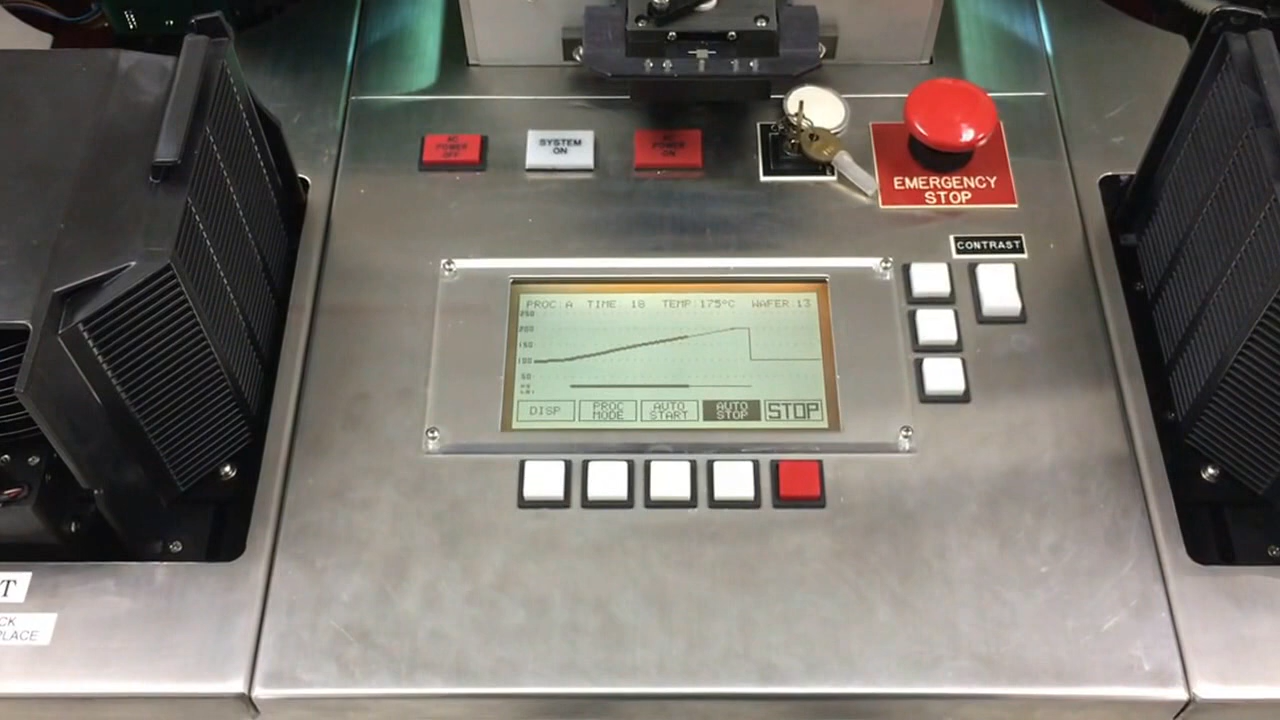 AC
POWER
OFF
SYSTEM
ON
AC
POWER
ON
EMERGENCY
STOP
CONTRAST
PROC:A TIME: 18 TEMP:175°C WAFER:13
250
200
150
100
50
DISP
PROC
MODE
AUTO
START
AUTO
STOP
STOP
T
CK
PLACE